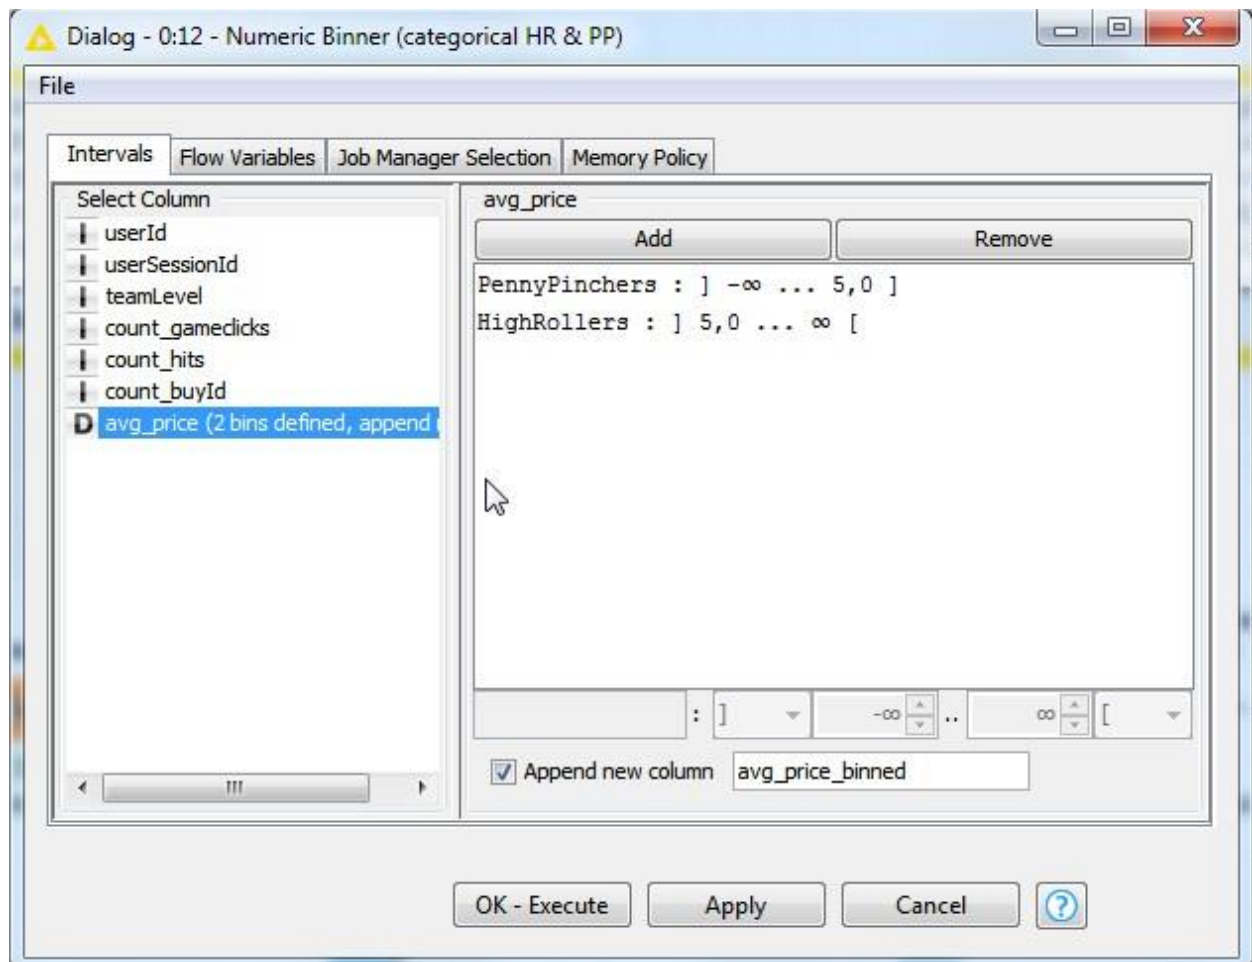 Dialog - 0:12 - Numeric Binner (categorical HR & PP)
File
Intervals Flow Variables Job Manager Selection Memory Policy
Select Column
userId
userSessionId
teamLevel
count_gameclicks
count_hits
count_buyId
D avg_price (2 bins defined, append
avg_price
Add Remove
PennyPinchers : ] -∞ ... 5,0 ]
HighRollers : ] 5,0 ... ∞ [
: ] -∞ .. ∞ [
Append new column avg_price_binned
OK - Execute Apply Cancel ?